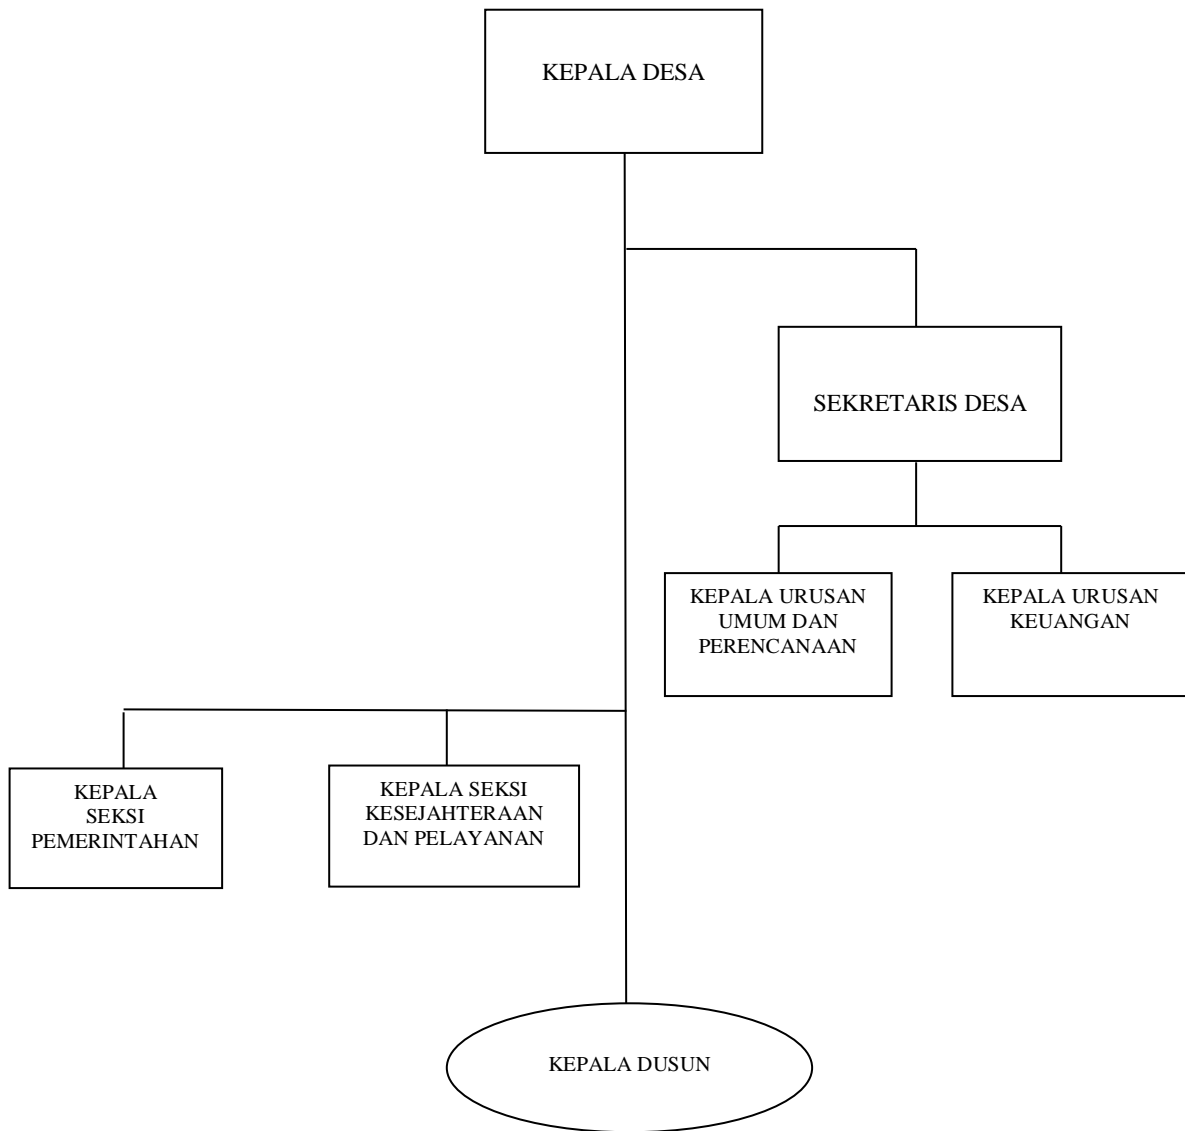 KEPALA DESA
SEKRETARIS DESA
KEPALA URUSAN
UMUM DAN
PERENCANAAN
KEPALA URUSAN
KEUANGAN
KEPALA
SEKSI
PEMERINTAHAN
KEPALA SEKSI
KESEJAHTERAAN
DAN PELAYANAN
KEPALA DUSUN